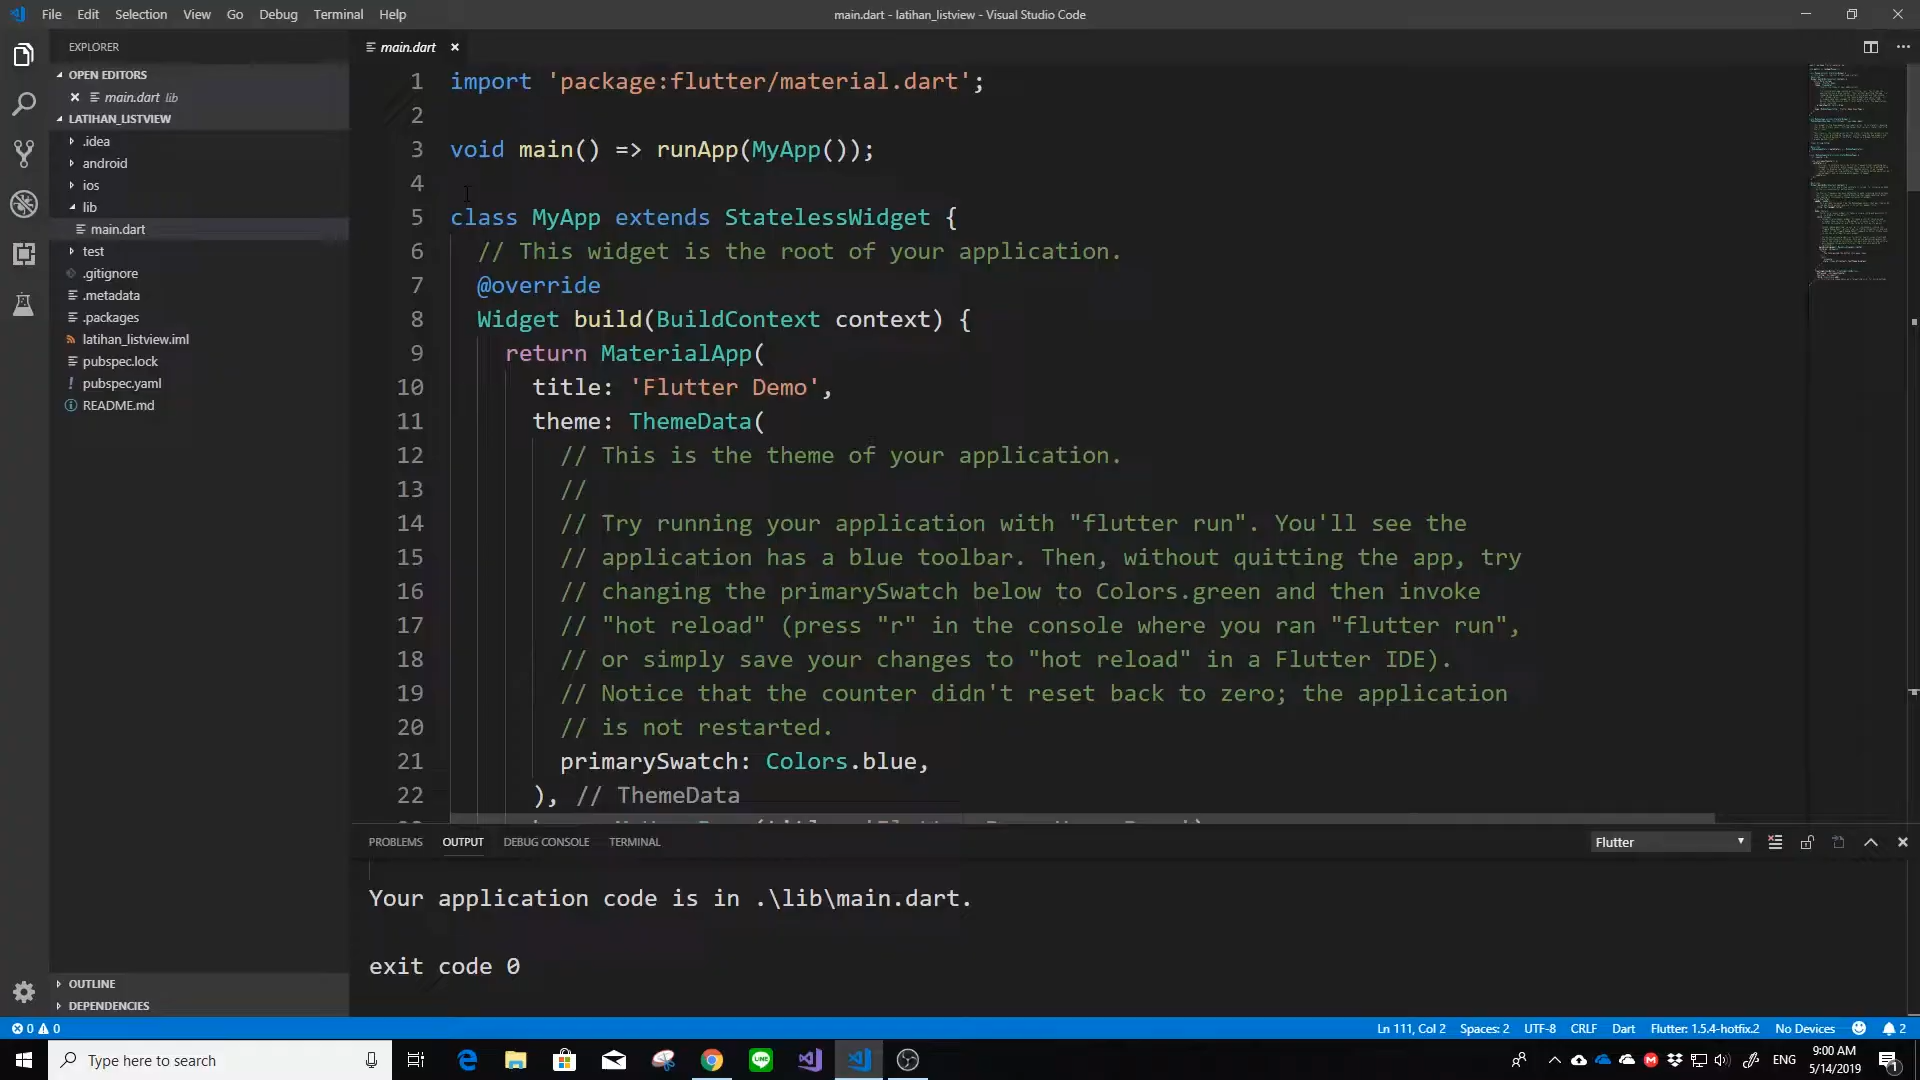 File Edit Selection View Go Debug Terminal Help
main.dart - latihan_listview - Visual Studio Code
EXPLORER
OPEN EDITORS
main.dart lib
LATIHAN_LISTVIEW
.idea
android
ios
lib
main.dart
test
.gitignore
.metadata
.packages
latihan_listview.iml
pubspec.lock
pubspec.yaml
README.md
OUTLINE
DEPENDENCIES
main.dart
1 import 'package:flutter/material.dart';
2
3 void main() => runApp(MyApp());
4
5 class MyApp extends StatelessWidget {
6 // This widget is the root of your application.
7 @override
8 Widget build(BuildContext context) {
9 return MaterialApp(
10 title: 'Flutter Demo',
11 theme: ThemeData(
12 // This is the theme of your application.
13 //
14 // Try running your application with "flutter run". You'll see the
15 // application has a blue toolbar. Then, without quitting the app, try
16 // changing the primarySwatch below to Colors.green and then invoke
17 // "hot reload" (press "r" in the console where you ran "flutter run",
18 // or simply save your changes to "hot reload" in a Flutter IDE).
19 // Notice that the counter didn't reset back to zero; the application
20 // is not restarted.
21 primarySwatch: Colors.blue,
22 ), // ThemeData
PROBLEMS OUTPUT DEBUG CONSOLE TERMINAL
Flutter
Your application code is in .\lib\main.dart.
exit code 0
0 0
Ln 111, Col 2 Spaces: 2 UTF-8 CRLF Dart Flutter: 1.5.4-hotfix.2 No Devices 2
Type here to search
LINE
ENG
9:00 AM
5/14/2019
1